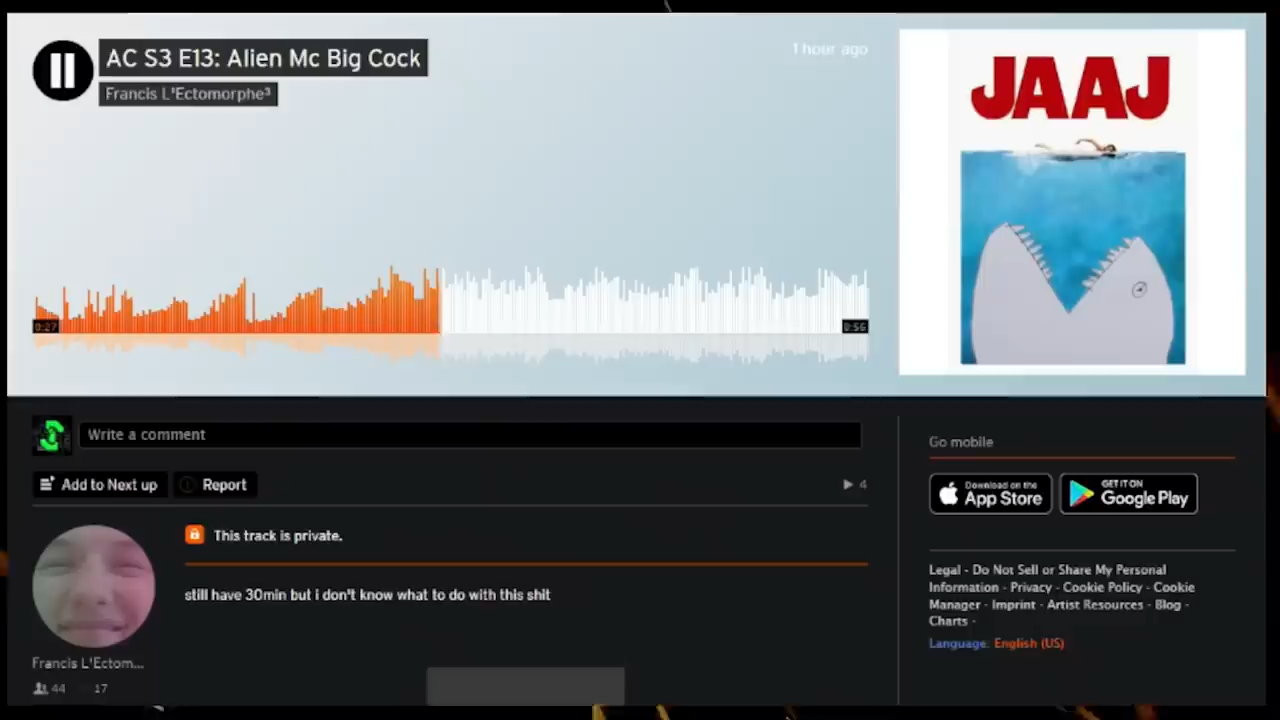 AC S3 E13: Alien Mc Big Cock
Francis L'Ectomorphe³
1 hour ago
JAAJ
0:27
0:56
Write a comment
Add to Next up
Report
4
This track is private.
still have 30min but i don't know what to do with this shit
Francis L'Ectom...
44
17
Go mobile
Download on the
App Store
GET IT ON
Google Play
Legal - Do Not Sell or Share My Personal
Information - Privacy - Cookie Policy - Cookie
Manager - Imprint - Artist Resources - Blog -
Charts -
Language: English (US)